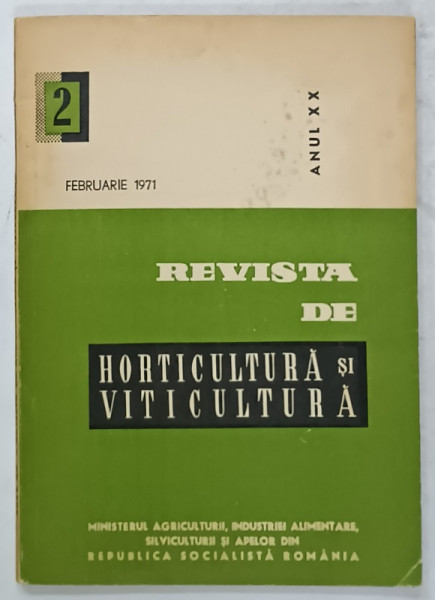 2
FEBRUARIE 1971
ANUL XX
REVISTA
DE
HORTICULTURĂ ȘI
VITICULTURĂ
MINISTERUL AGRICULTURII, INDUSTRIEI ALIMENTARE,
SILVICULTURII ȘI APELOR DIN
REPUBLICA SOCIALISTĂ ROMÂNIA